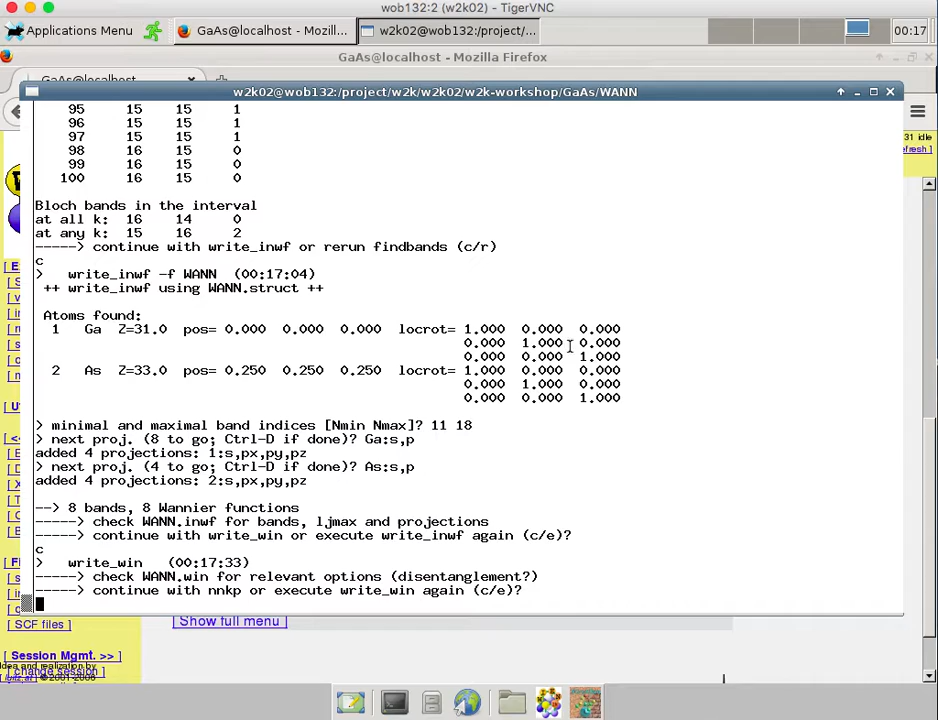 wob132:2 (w2k02) - TigerVNC
Applications Menu
GaAs@localhost - Mozill...
w2k02@wob132:/project/...
00:17
GaAs@localhost - Mozilla Firefox
GaAs@localhost
w2k02@wob132:/project/w2k/w2k02/w2k-workshop/GaAs/WANN
31 idle
efresh ]
95 15 15 1
96 15 15 1
97 15 15 1
98 16 15 0
99 16 15 0
100 16 15 0
Bloch bands in the interval
at all k: 16 14 0
at any k: 15 16 2
-----> continue with write_inwf or rerun findbands (c/r)
c
> write_inwf -f WANN (00:17:04)
++ write_inwf using WANN.struct ++
Atoms found:
1 Ga Z=31.0 pos= 0.000 0.000 0.000 locrot= 1.000 0.000 0.000
0.000 1.000 0.000
0.000 0.000 1.000
2 As Z=33.0 pos= 0.250 0.250 0.250 locrot= 1.000 0.000 0.000
0.000 1.000 0.000
0.000 0.000 1.000
> minimal and maximal band indices [Nmin Nmax]? 11 18
> next proj. (8 to go; Ctrl-D if done)? Ga:s,p
added 4 projections: 1:s,px,py,pz
> next proj. (4 to go; Ctrl-D if done)? As:s,p
added 4 projections: 2:s,px,py,pz
--> 8 bands, 8 Wannier functions
-----> check WANN.inwf for bands, ljmax and projections
-----> continue with write_win or execute write_inwf again (c/e)?
c
> write_win (00:17:33)
-----> check WANN.win for relevant options (disentanglement?)
-----> continue with nnkp or execute write_win again (c/e)?
[ SCF files ]
[ Show full menu ]
Session Mgmt. >> ]
[ change session ]
Idea and realization by